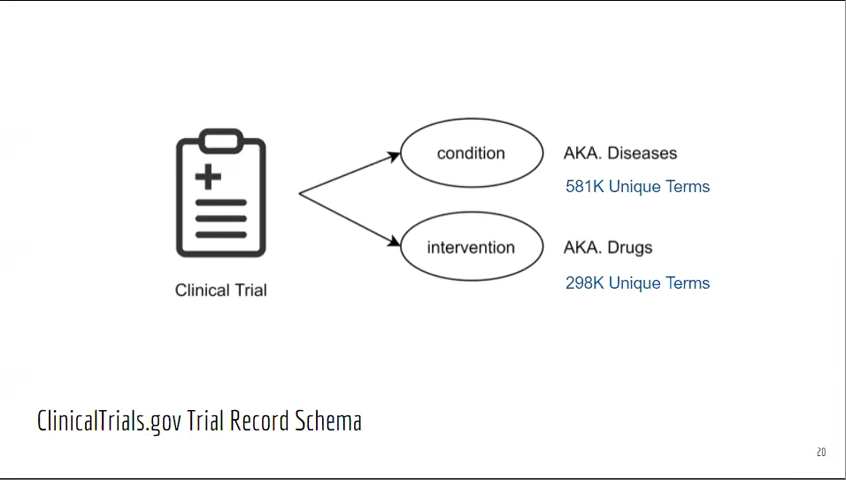 condition
AKA. Diseases
581K Unique Terms
intervention
AKA. Drugs
298K Unique Terms
Clinical Trial
ClinicalTrials.gov Trial Record Schema
20